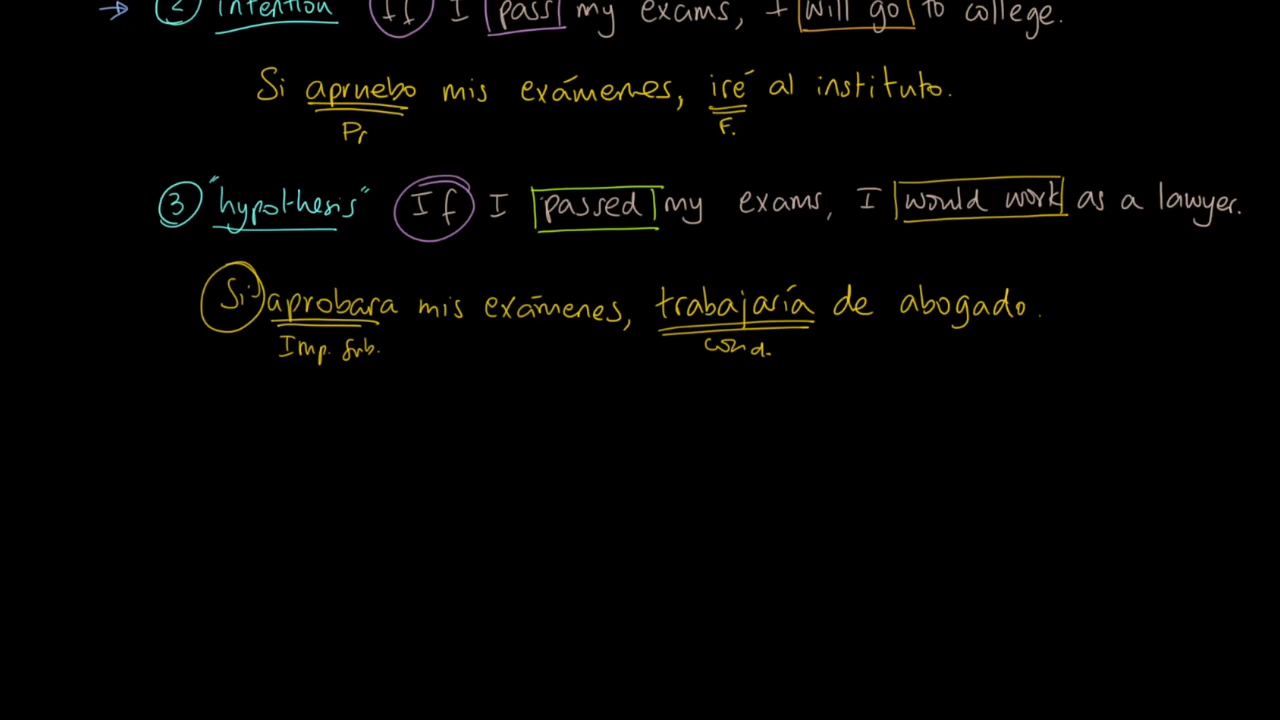 → 2 intention If I pass my exams, I will go to college.
Si apruebo mis exámenes, iré al instituto.
Pr F.
3 "hypothesis" If I passed my exams, I would work as a lawyer.
Si aprobara mis exámenes, trabajaría de abogado.
Imp. Sub. cond.